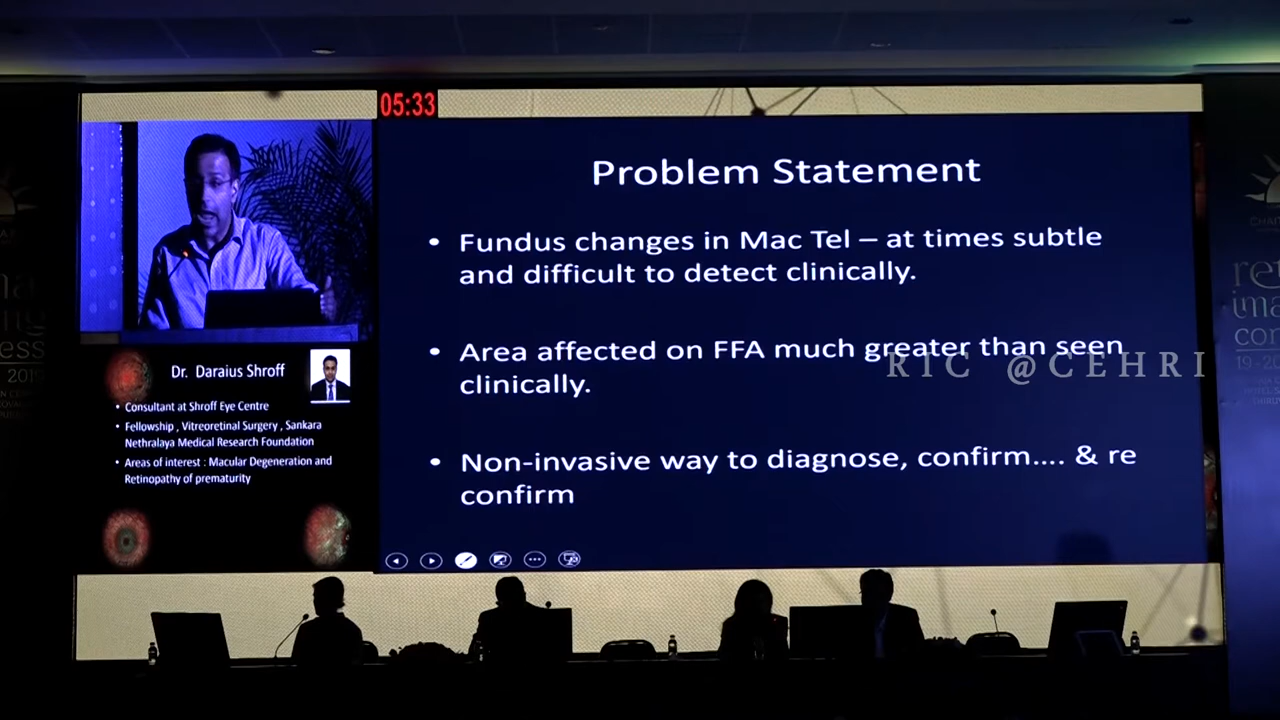 05:33
Problem Statement
• Fundus changes in Mac Tel – at times subtle
and difficult to detect clinically.
• Area affected on FFA much greater than seen
clinically.
• Non-invasive way to diagnose, confirm.... & re
confirm
RTC @CEHRI
Dr. Daraius Shroff
• Consultant at Shroff Eye Centre
• Fellowship , Vitreoretinal Surgery , Sankara
Nethralaya Medical Research Foundation
• Areas of interest : Macular Degeneration and
Retinopathy of prematurity